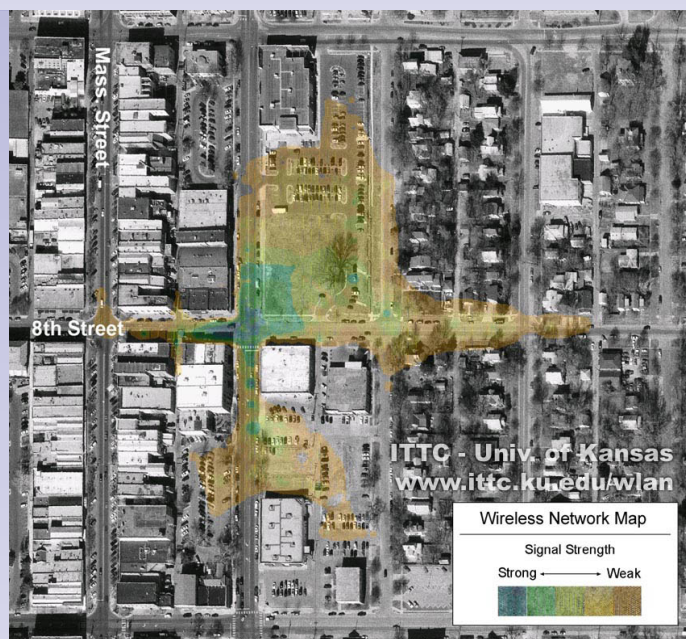 Mass. Street
8th Street
ITTC - Univ. of Kansas
www.ittc.ku.edu/wlan
Wireless Network Map
Signal Strength
Strong Weak